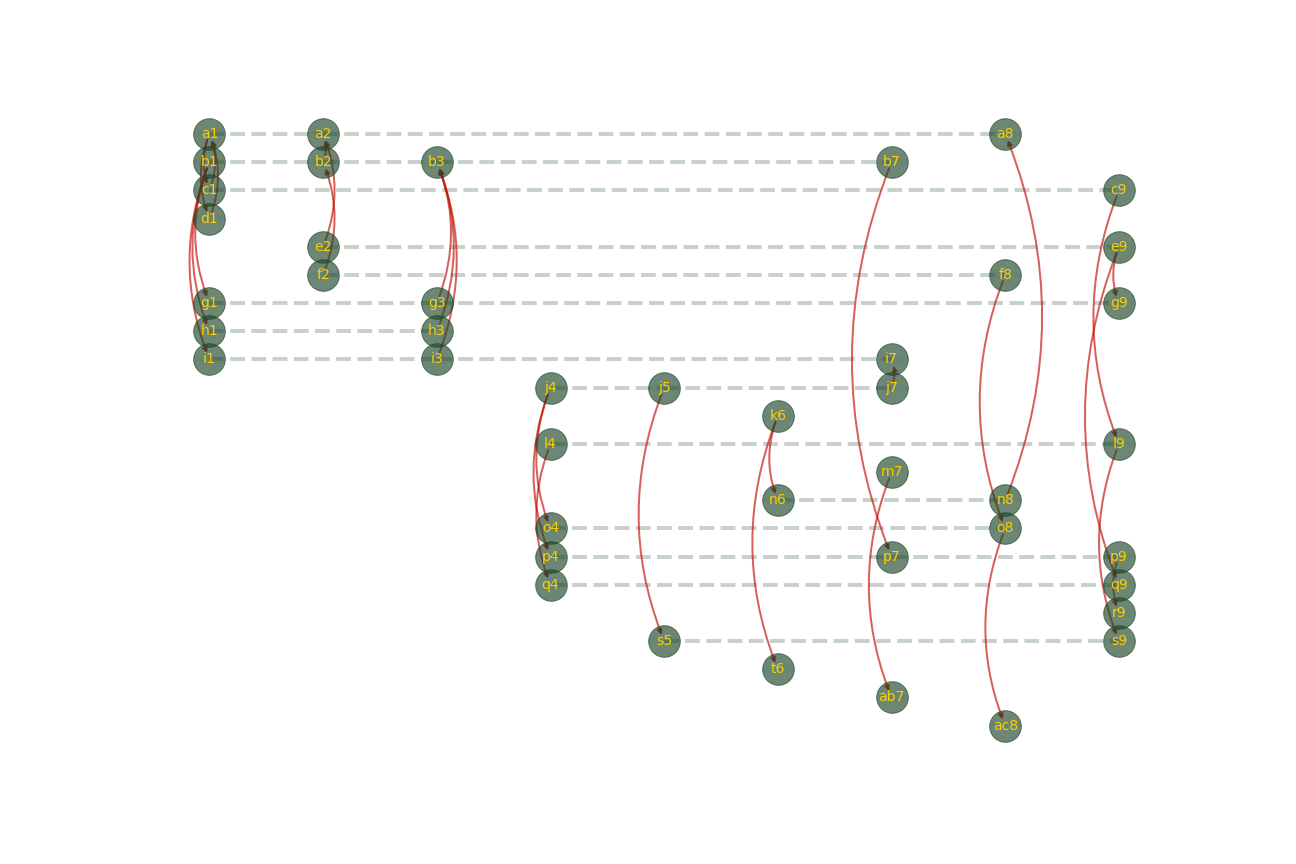 a1 a2 a8
b1 b2 b3 b7
c1 c9
d1
e2 e9
f2 f8
g1 g3 g9
h1 h3
i1 i3 i7
j4 j5 j7
k6
l4 l9
m7
n6 n8
o4 o8
p4 p7 p9
q4 q9
r9
s5 s9
t6
ab7
ac8